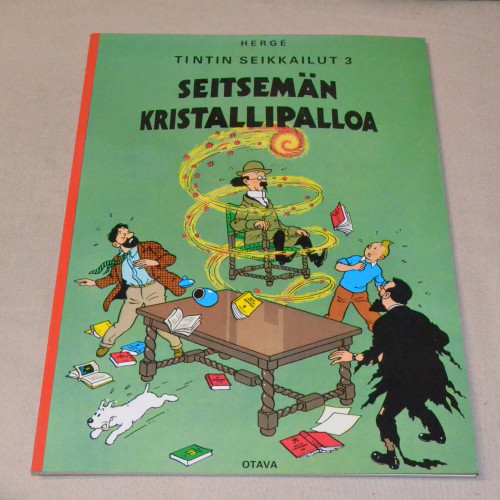 HERGÉ
TINTIN SEIKKAILUT 3
SEITSEMÄN
KRISTALLIPALLOA
OTAVA